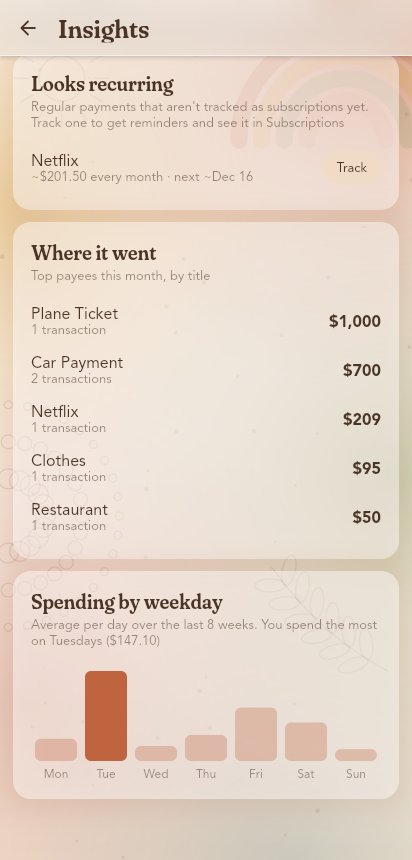 Insights
Looks recurring
Regular payments that aren't tracked as subscriptions yet.
Track one to get reminders and see it in Subscriptions
Netflix
~$201.50 every month · next ~Dec 16
Track
Where it went
Top payees this month, by title
Plane Ticket
1 transaction
$1,000
Car Payment
2 transactions
$700
Netflix
1 transaction
$209
Clothes
1 transaction
$95
Restaurant
1 transaction
$50
Spending by weekday
Average per day over the last 8 weeks. You spend the most
on Tuesdays ($147.10)
Mon Tue Wed Thu Fri Sat Sun